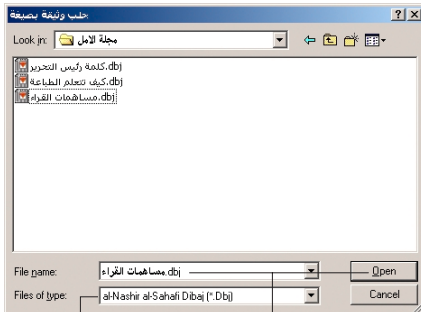 جلب وثيقة بصيغة:
Look in: مجلة الامل
كلمة رئيس التحرير.dbj
كيف تتعلم الطباعة.dbj
مساهمات القراء.dbj
File name: مساهمات القراء.dbj Open
Files of type: al-Nashir al-Sahafi Dibaj (*.Dbj) Cancel